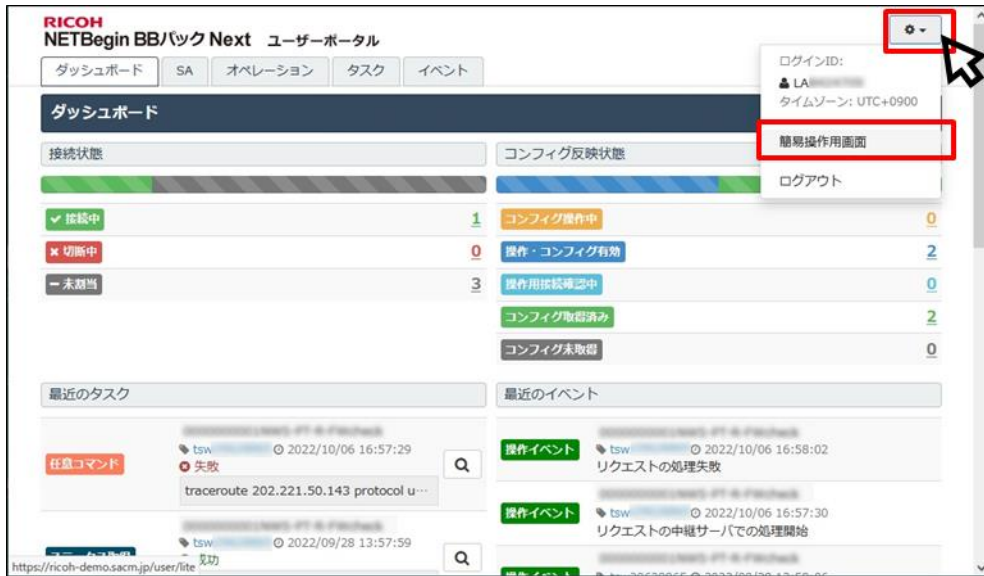 RICOH
NETBegin BBパック Next ユーザーポータル
ダッシュボード SA オペレーション タスク イベント
ログインID:
LA
タイムゾーン: UTC+0900
簡易操作用画面
ログアウト
ダッシュボード
接続状態
接続中 1
切断中 0
未割当 3
コンフィグ反映状態
コンフィグ操作中 0
操作・コンフィグ有効 2
操作用接続確認中 0
コンフィグ取得済み 2
コンフィグ未取得 0
最近のタスク
任意コマンド
tsw 2022/10/06 16:57:29
失敗
traceroute 202.221.50.143 protocol u…
tsw 2022/09/28 13:57:59
成功
最近のイベント
操作イベント
tsw 2022/10/06 16:58:02
リクエストの処理失敗
操作イベント
tsw 2022/10/06 16:57:30
リクエストの中継サーバでの処理開始
https://ricoh-demo.sacm.jp/user/lite